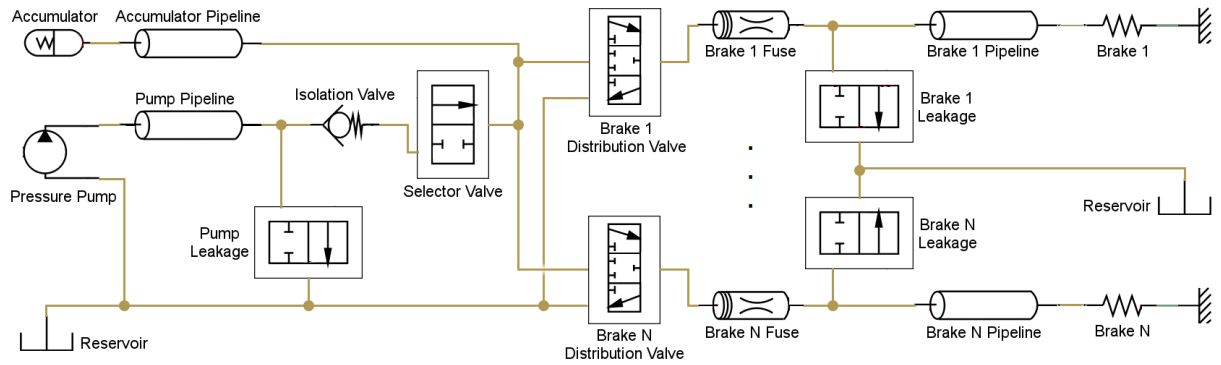 Accumulator
Accumulator Pipeline
Brake 1 Fuse
Brake 1 Pipeline
Brake 1
Pump Pipeline
Isolation Valve
Selector Valve
Brake 1
Distribution Valve
Brake 1
Leakage
Pressure Pump
Pump
Leakage
Reservoir
Brake N
Leakage
Reservoir
Brake N
Distribution Valve
Brake N Fuse
Brake N Pipeline
Brake N